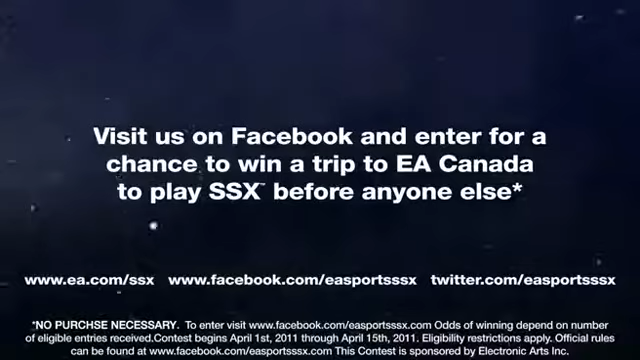 Visit us on Facebook and enter for a
chance to win a trip to EA Canada
to play SSX™ before anyone else*
www.ea.com/ssx www.facebook.com/easportsssx twitter.com/easportsssx
*NO PURCHSE NECESSARY. To enter visit www.facebook.com/easportsssx.com Odds of winning depend on number
of eligible entries received.Contest begins April 1st, 2011 through April 15th, 2011. Eligibility restrictions apply. Official rules
can be found at www.facebook.com/easportsssx.com This Contest is sponsored by Electronic Arts Inc.